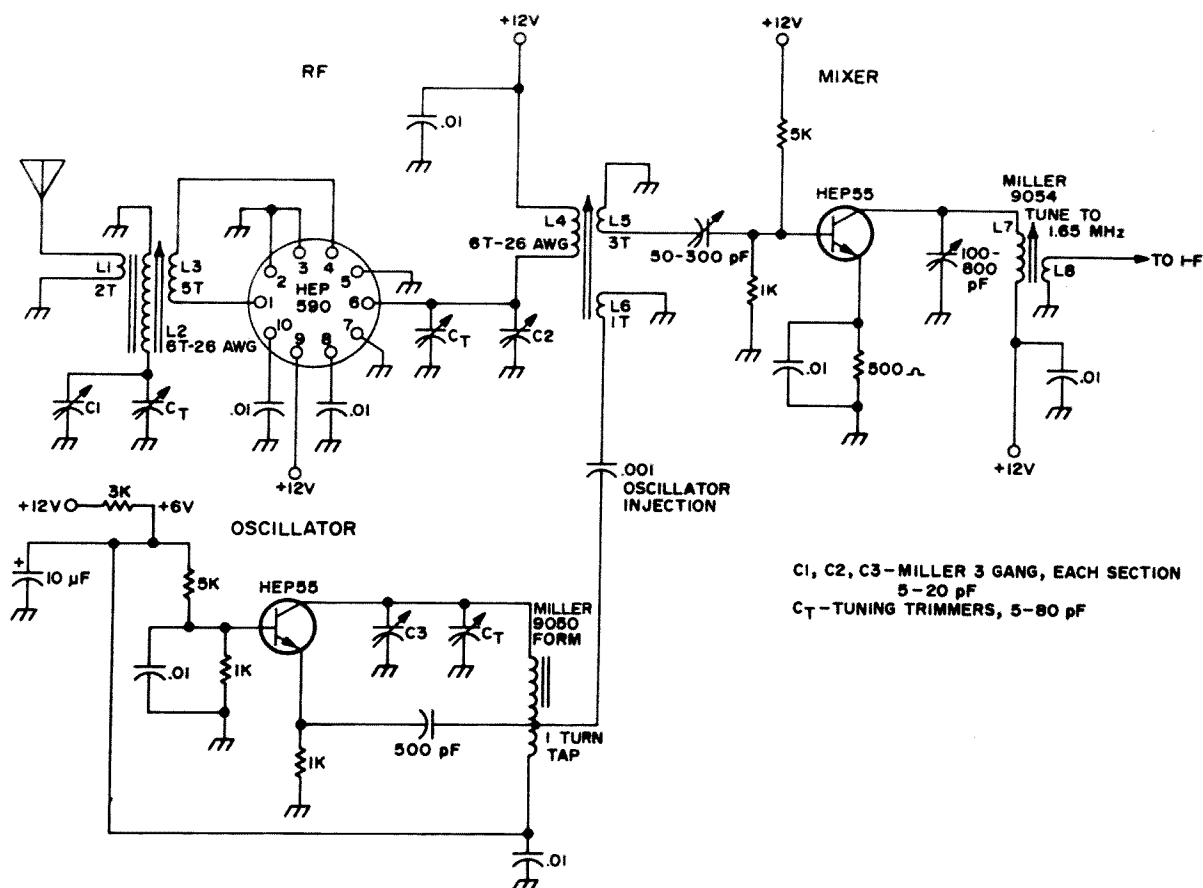 +12V
+12V
RF
MIXER
.01
5K
HEP55
MILLER
9054
TUNE TO
1.65 MHz
L1
2T
L3
5T
L2
6T-26 AWG
1
2
3
4
5
6
7
8
9
10
HEP
590
L4
6T-26 AWG
L5
3T
L6
1T
50-300 pF
1K
L7
L8
100-
800
pF
TO I-F
C1
CT
.01
.01
CT
C2
.01
500 Ω
.01
+12V
+12V
.001
OSCILLATOR
INJECTION
+12V
3K
+6V
OSCILLATOR
+
10 µF
5K
HEP55
.01
1K
C3
CT
MILLER
9050
FORM
500 pF
1 TURN
TAP
1K
.01
C1, C2, C3-MILLER 3 GANG, EACH SECTION
5-20 pF
CT-TUNING TRIMMERS, 5-80 pF